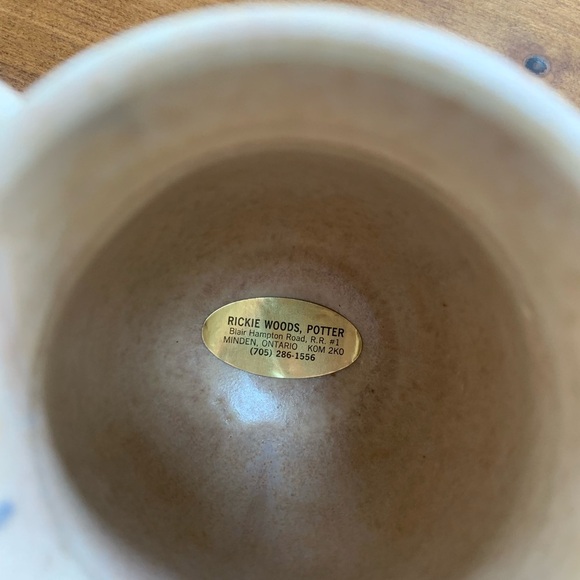 RICKIE WOODS, POTTER
Blair Hampton Road, R.R. #1
MINDEN, ONTARIO K0M 2K0
(705) 286-1556